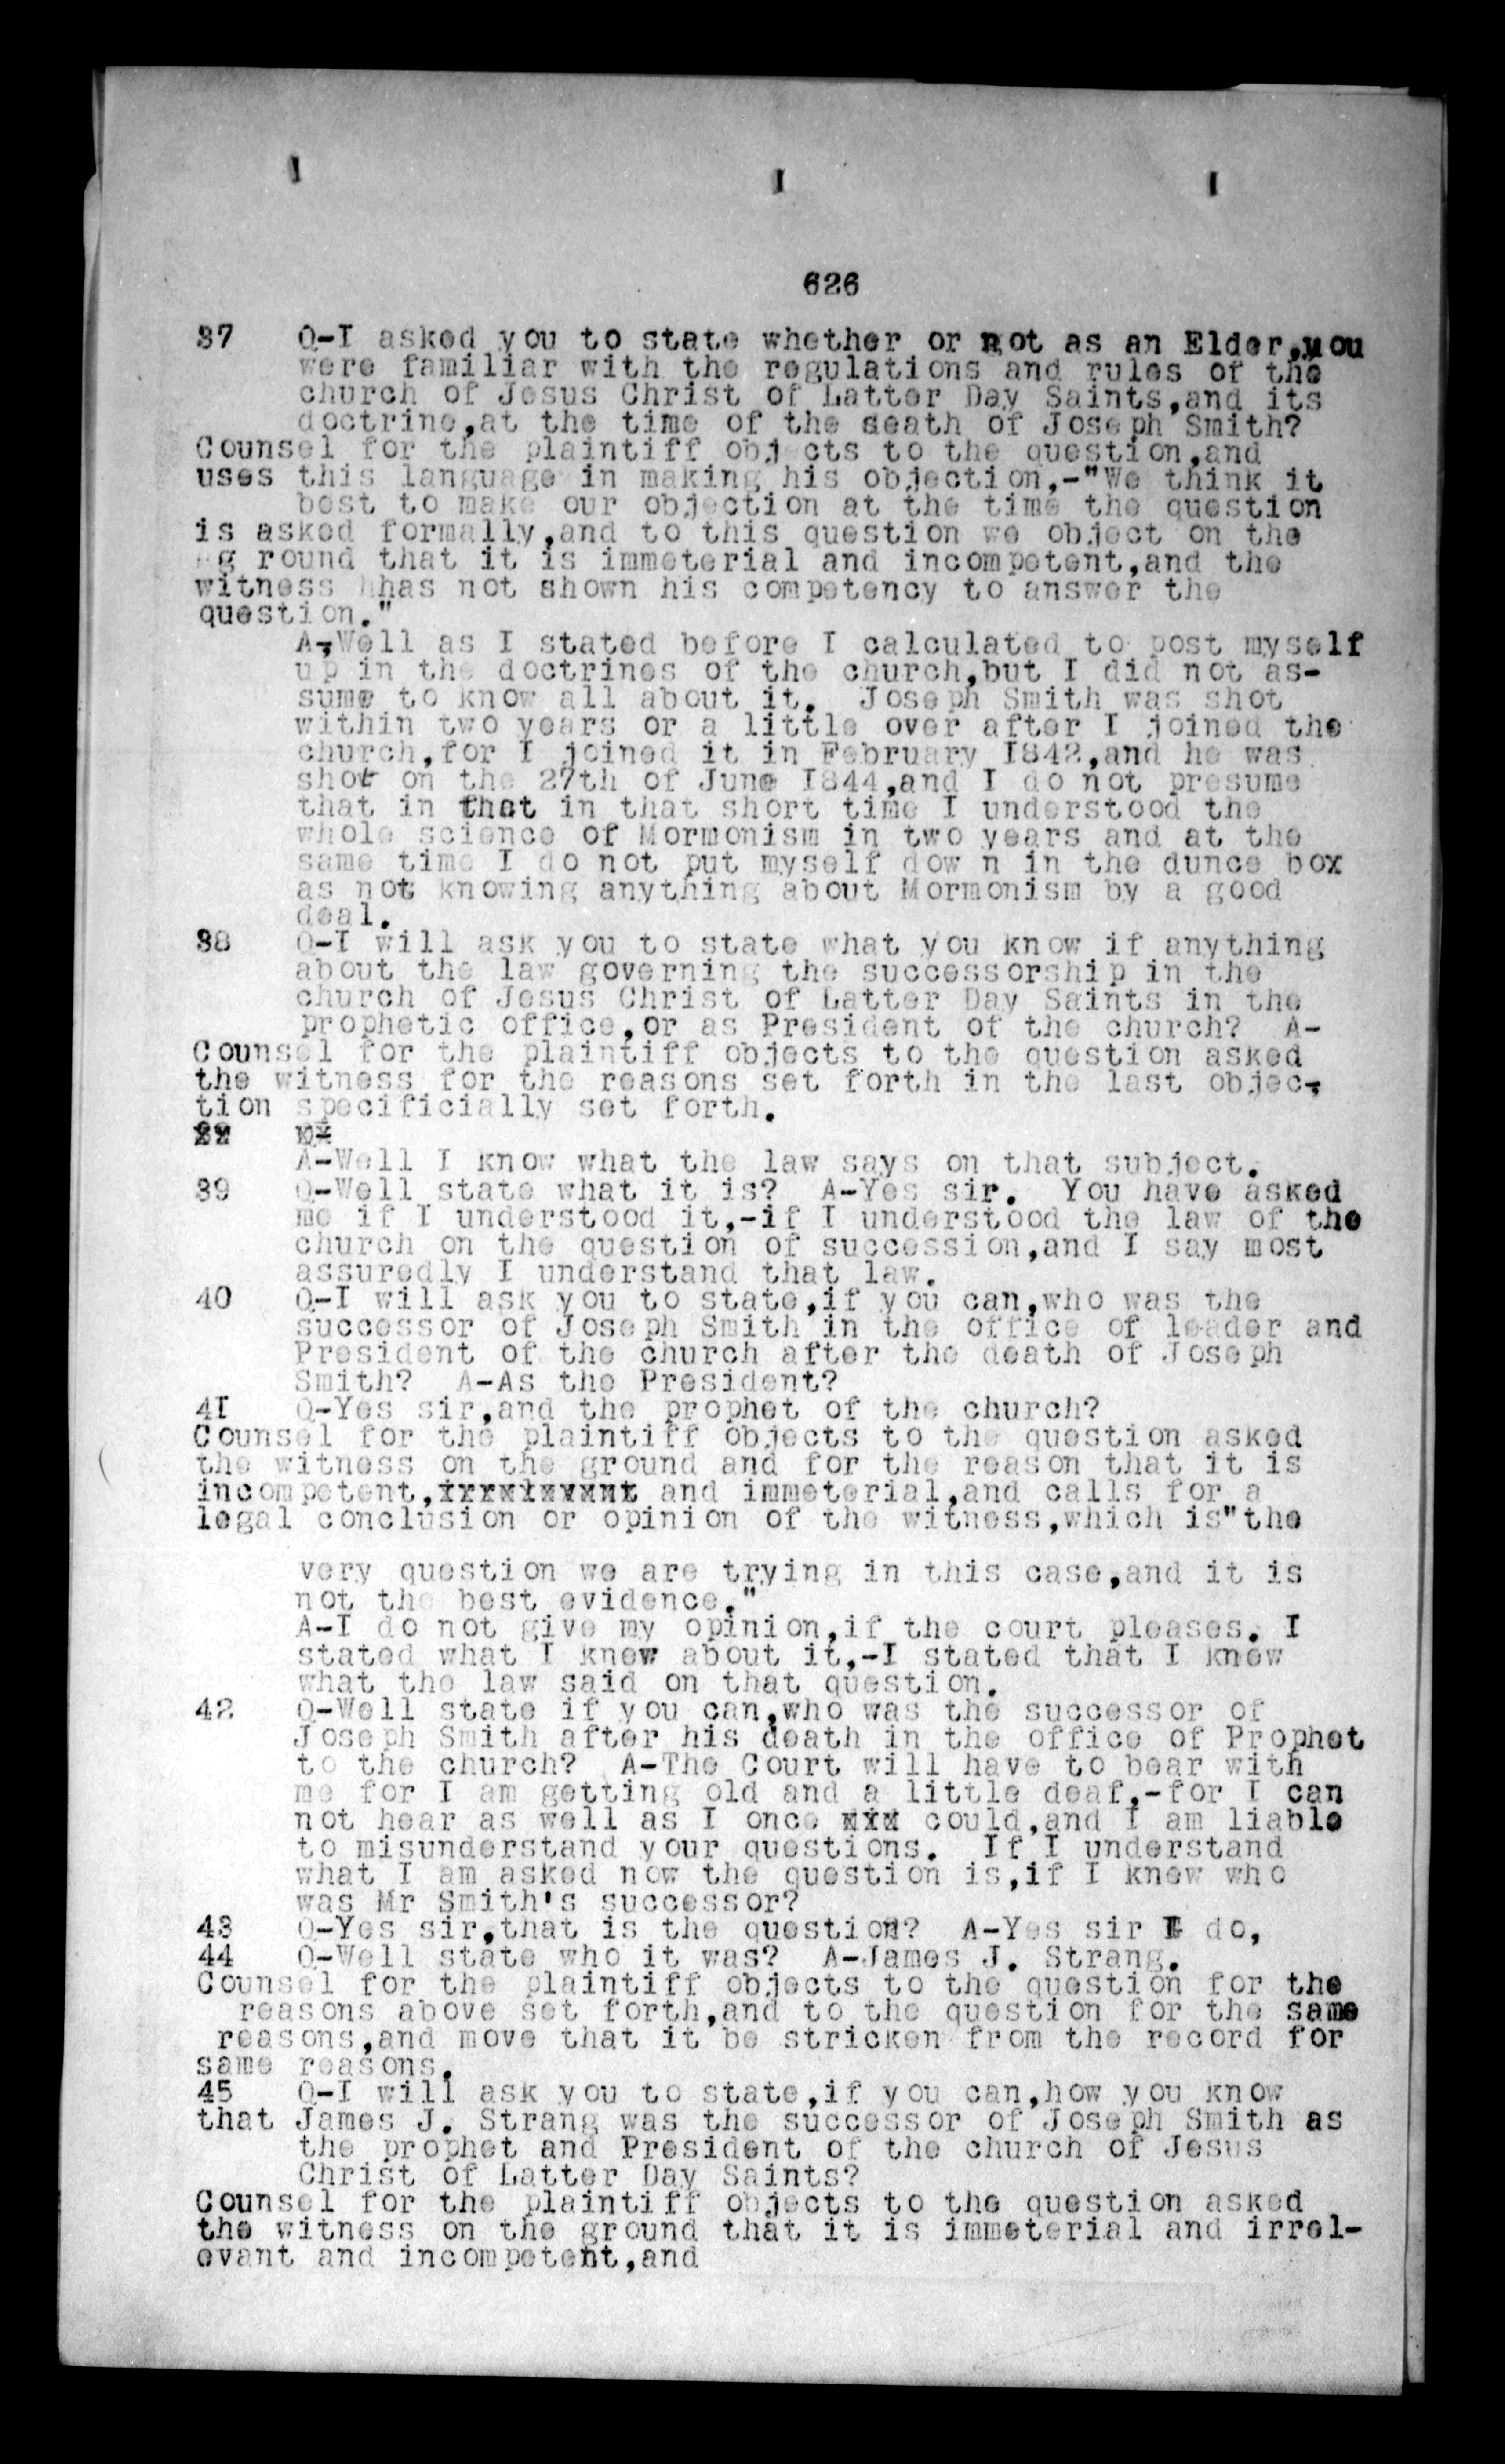 626
37 Q-I asked you to state whether or not as an Elder,you
were familiar with the regulations and rules of the
church of Jesus Christ of Latter Day Saints,and its
doctrine,at the time of the death of Joseph Smith?
Counsel for the plaintiff objects to the question,and
uses this language in making his objection,-"We think it
best to make our objection at the time the question
is asked formally,and to this question we object on the
g round that it is immeterial and incompetent,and the
witness hhas not shown his competency to answer the
question."
A-Well as I stated before I calculated to post myself
up in the doctrines of the church,but I did not as-
sume to know all about it. Joseph Smith was shot
within two years or a little over after I joined the
church,for I joined it in February I842,and he was
shot on the 27th of June I844,and I do not presume
that in that in that short time I understood the
whole science of Mormonism in two years and at the
same time I do not put myself dow n in the dunce box
as not knowing anything about Mormonism by a good
deal.
38 Q-I will ask you to state what you know if anything
about the law governing the successorship in the
church of Jesus Christ of Latter Day Saints in the
prophetic office,or as President of the church? A-
Counsel for the plaintiff objects to the question asked
the witness for the reasons set forth in the last objec-
tion specificially set forth.
A-Well I know what the law says on that subject.
39 Q-Well state what it is? A-Yes sir. You have asked
me if I understood it,-if I understood the law of the
church on the question of succession,and I say most
assuredly I understand that law.
40 Q-I will ask you to state,if you can,who was the
successor of Joseph Smith in the office of leader and
President of the church after the death of Joseph
Smith? A-As the President?
4I Q-Yes sir,and the prophet of the church?
Counsel for the plaintiff objects to the question asked
the witness on the ground and for the reason that it is
incompetent, and immeterial,and calls for a
legal conclusion or opinion of the witness,which is"the
very question we are trying in this case,and it is
not the best evidence."
A-I do not give my opinion,if the court pleases. I
stated what I knew about it,-I stated that I knew
what the law said on that question.
42 Q-Well state if you can,who was the successor of
Joseph Smith after his death in the office of Prophet
to the church? A-The Court will have to bear with
me for I am getting old and a little deaf,-for I can
not hear as well as I once xix could,and I am liable
to misunderstand your questions. If I understand
what I am asked now the question is,if I knew who
was Mr Smith's successor?
43 Q-Yes sir,that is the question? A-Yes sir I do,
44 Q-Well state who it was? A-James J. Strang.
Counsel for the plaintiff objects to the question for the
reasons above set forth,and to the question for the same
reasons,and move that it be stricken from the record for
same reasons.
45 Q-I will ask you to state,if you can,how you know
that James J. Strang was the successor of Joseph Smith as
the prophet and President of the church of Jesus
Christ of Latter Day Saints?
Counsel for the plaintiff objects to the question asked
the witness on the ground that it is immeterial and irrel-
evant and incompetent,and